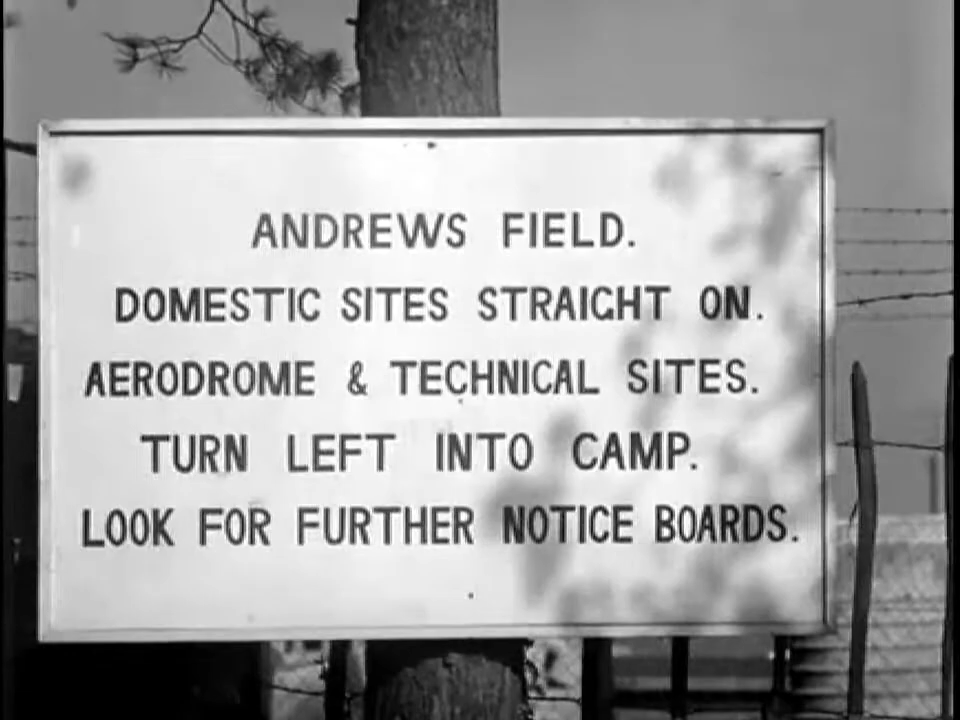 ANDREWS FIELD.
DOMESTIC SITES STRAIGHT ON.
AERODROME & TECHNICAL SITES.
TURN LEFT INTO CAMP.
LOOK FOR FURTHER NOTICE BOARDS.